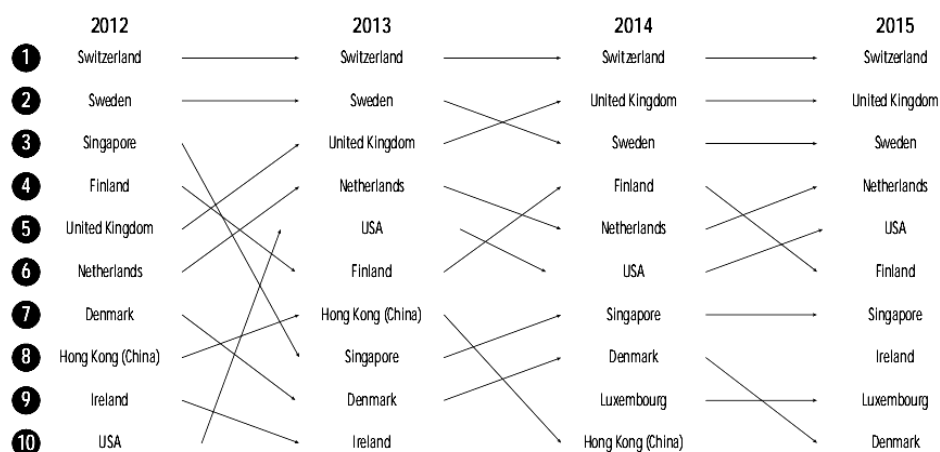 2012 2013 2014 2015
1 Switzerland Switzerland Switzerland Switzerland
2 Sweden Sweden United Kingdom United Kingdom
3 Singapore United Kingdom Sweden Sweden
4 Finland Netherlands Finland Netherlands
5 United Kingdom USA Netherlands USA
6 Netherlands Finland USA Finland
7 Denmark Hong Kong (China) Singapore Singapore
8 Hong Kong (China) Singapore Denmark Ireland
9 Ireland Denmark Luxembourg Luxembourg
10 USA Ireland Hong Kong (China) Denmark